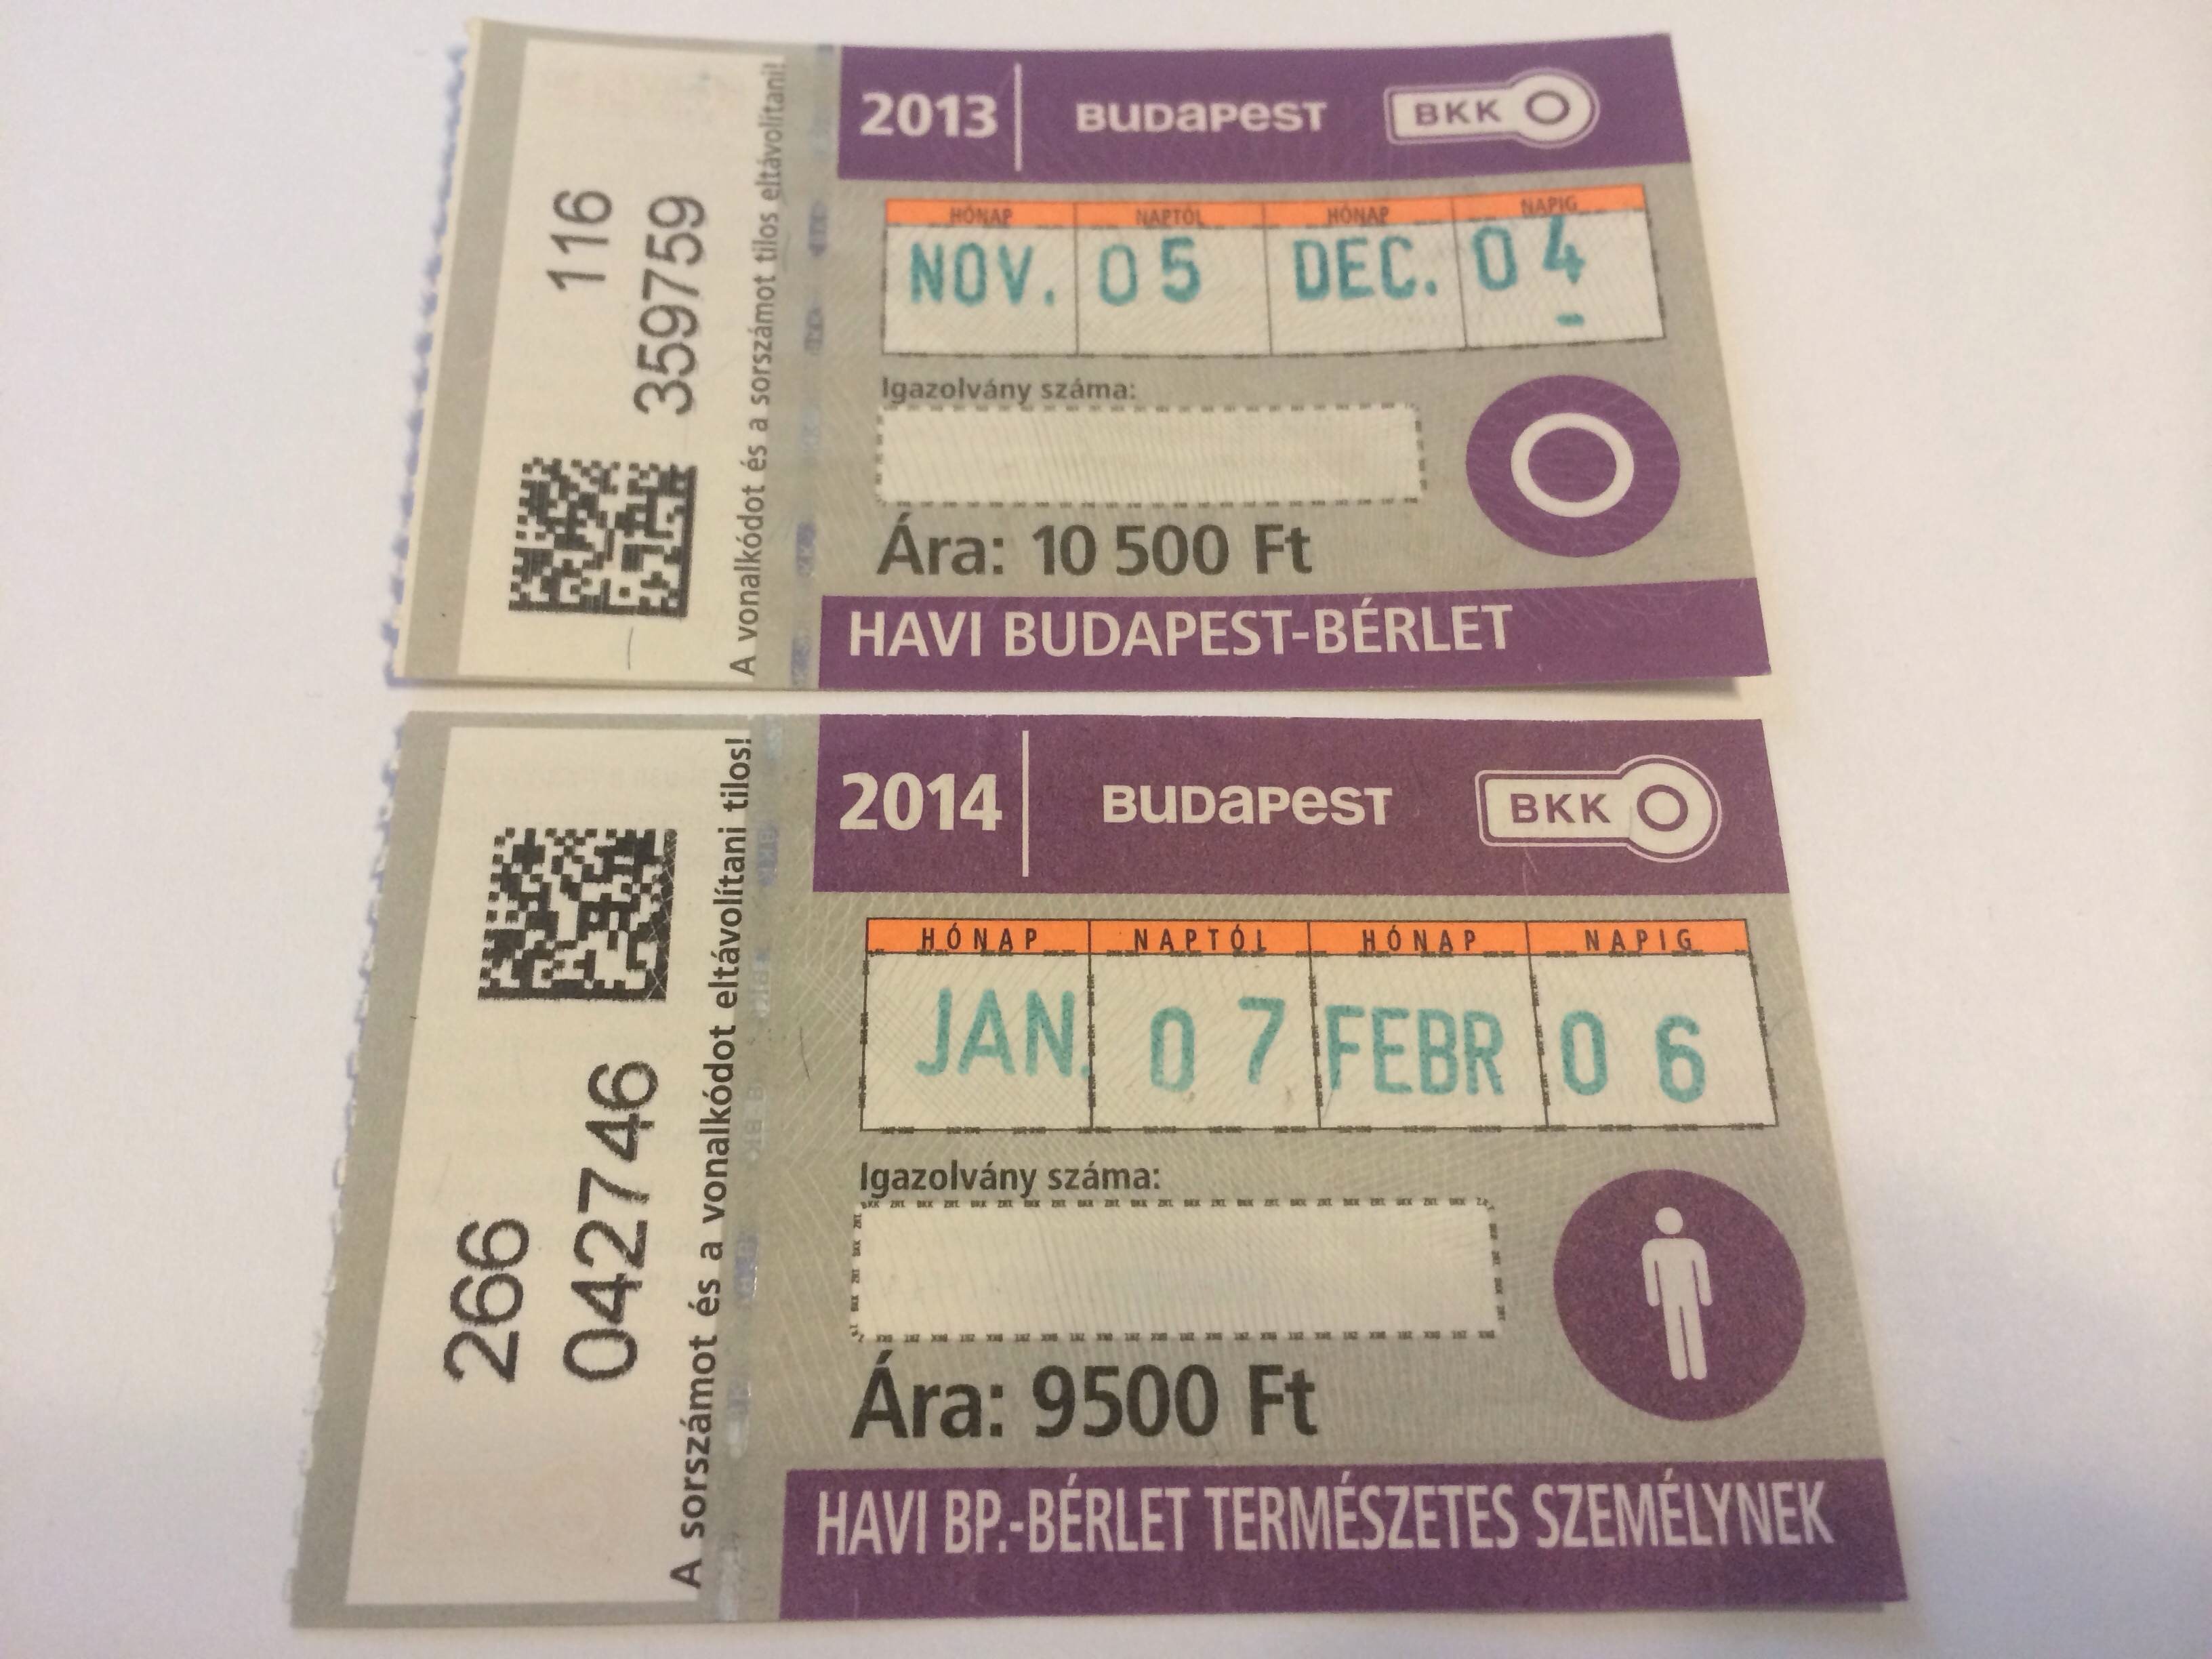 116
3597759
A vonalkódot és a sorszámot tilos eltávolítani!
2013 BUDAPEST BKK
HÓNAP NAPTÓL HÓNAP NAPIG
NOV. 05 DEC. 04
Igazolvány száma:
Ára: 10 500 Ft
HAVI BUDAPEST-BÉRLET
266
042746
A sorszámot és a vonalkódot eltávolítani tilos!
2014 BUDAPEST BKK
HÓNAP NAPTÓL HÓNAP NAPIG
JAN. 07 FEBR 06
Igazolvány száma:
Ára: 9500 Ft
HAVI BP.-BÉRLET TERMÉSZETES SZEMÉLYNEK